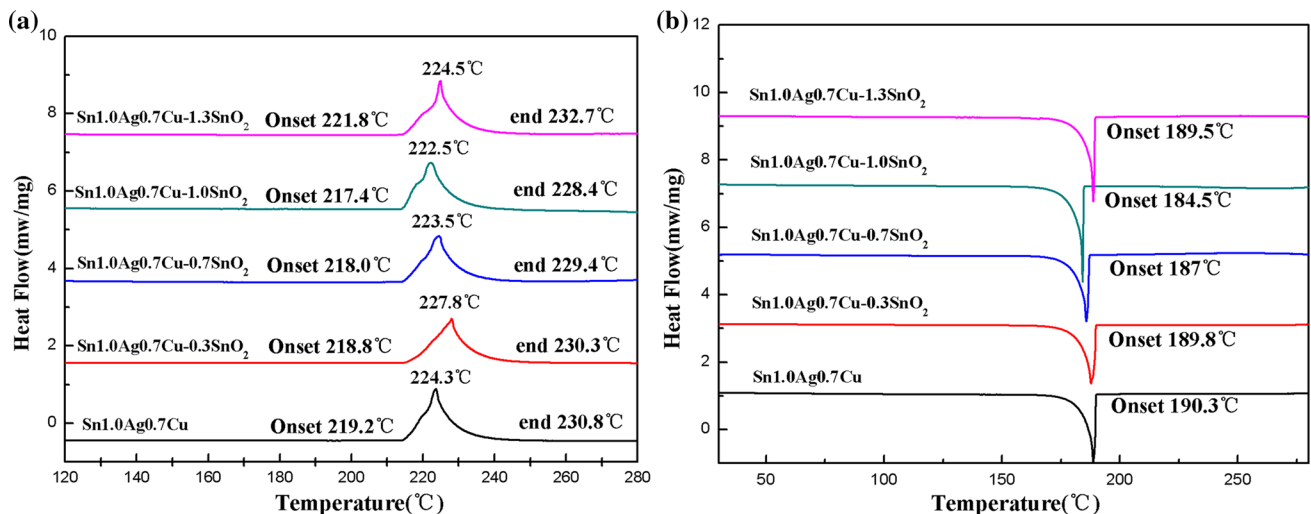 (a)
10
8
6
4
2
0
Heat Flow(mw/mg)
224.5℃
Sn1.0Ag0.7Cu-1.3SnO₂ Onset 221.8℃ end 232.7℃
222.5℃
Sn1.0Ag0.7Cu-1.0SnO₂ Onset 217.4℃ end 228.4℃
223.5℃
Sn1.0Ag0.7Cu-0.7SnO₂ Onset 218.0℃ end 229.4℃
227.8℃
Sn1.0Ag0.7Cu-0.3SnO₂ Onset 218.8℃ end 230.3℃
224.3℃
Sn1.0Ag0.7Cu Onset 219.2℃ end 230.8℃
120 140 160 180 200 220 240 260 280
Temperature(℃)
(b)
12
10
8
6
4
2
0
Heat Flow(mw/mg)
Sn1.0Ag0.7Cu-1.3SnO₂
Onset 189.5℃
Sn1.0Ag0.7Cu-1.0SnO₂
Onset 184.5℃
Sn1.0Ag0.7Cu-0.7SnO₂
Onset 187℃
Sn1.0Ag0.7Cu-0.3SnO₂
Onset 189.8℃
Sn1.0Ag0.7Cu
Onset 190.3℃
50 100 150 200 250
Temperature(℃)